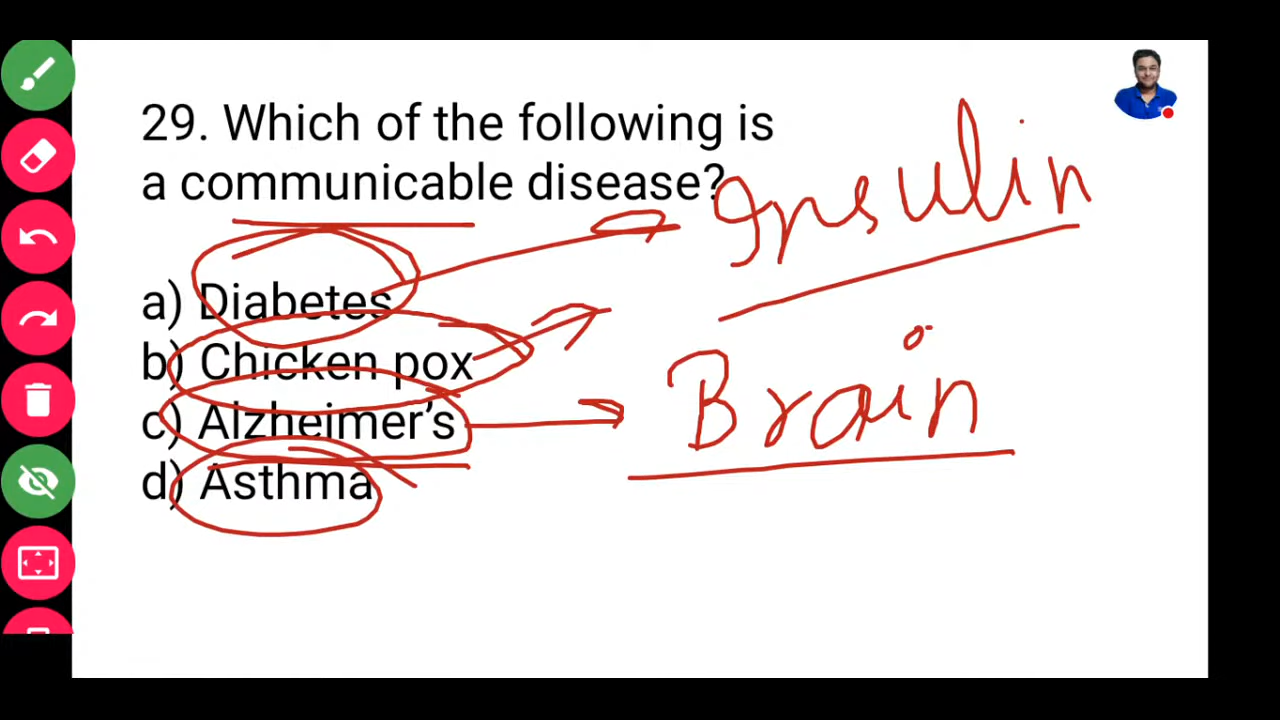 29. Which of the following is
a communicable disease?
Insulin
a) Diabetes
b) Chicken pox
Brain
c) Alzheimer's
d) Asthma